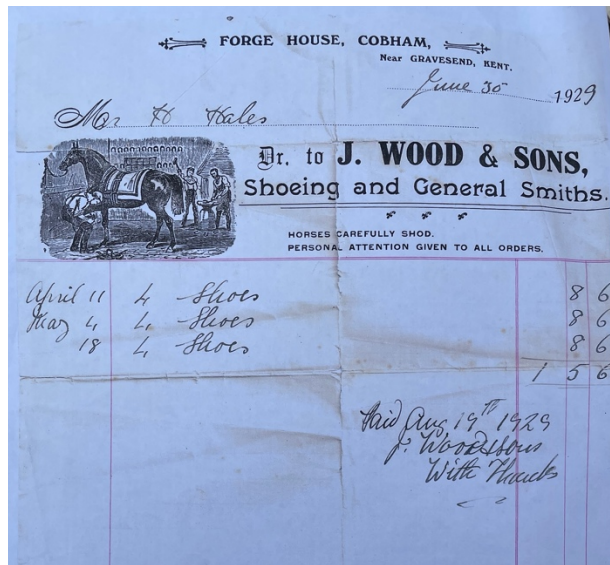 FORGE HOUSE, COBHAM,
Near GRAVESEND, KENT.
June 30 1929
Mr H Hales
Dr. to J. WOOD & SONS,
Shoeing and General Smiths.
HORSES CAREFULLY SHOD.
PERSONAL ATTENTION GIVEN TO ALL ORDERS.
April 11 4 Shoes 8 6
May 4 4 Shoes 8 6
18 4 Shoes 8 6
1 5 6
Paid Aug 19TH 1929
J. Wood & Sons
With Thanks